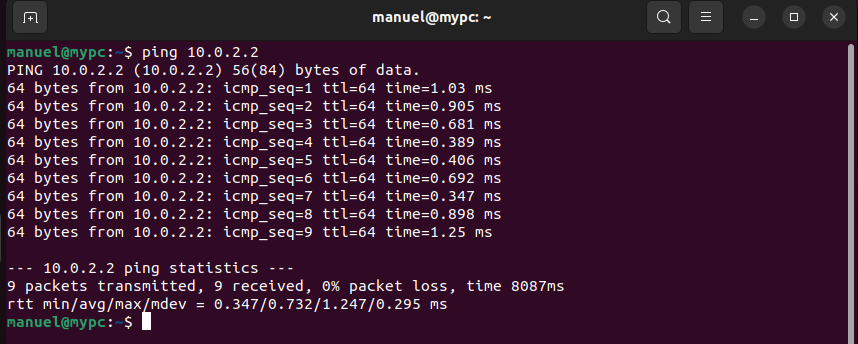 manuel@mypc: ~
manuel@mypc:~$ ping 10.0.2.2
PING 10.0.2.2 (10.0.2.2) 56(84) bytes of data.
64 bytes from 10.0.2.2: icmp_seq=1 ttl=64 time=1.03 ms
64 bytes from 10.0.2.2: icmp_seq=2 ttl=64 time=0.905 ms
64 bytes from 10.0.2.2: icmp_seq=3 ttl=64 time=0.681 ms
64 bytes from 10.0.2.2: icmp_seq=4 ttl=64 time=0.389 ms
64 bytes from 10.0.2.2: icmp_seq=5 ttl=64 time=0.406 ms
64 bytes from 10.0.2.2: icmp_seq=6 ttl=64 time=0.692 ms
64 bytes from 10.0.2.2: icmp_seq=7 ttl=64 time=0.347 ms
64 bytes from 10.0.2.2: icmp_seq=8 ttl=64 time=0.898 ms
64 bytes from 10.0.2.2: icmp_seq=9 ttl=64 time=1.25 ms
--- 10.0.2.2 ping statistics ---
9 packets transmitted, 9 received, 0% packet loss, time 8087ms
rtt min/avg/max/mdev = 0.347/0.732/1.247/0.295 ms
manuel@mypc:~$